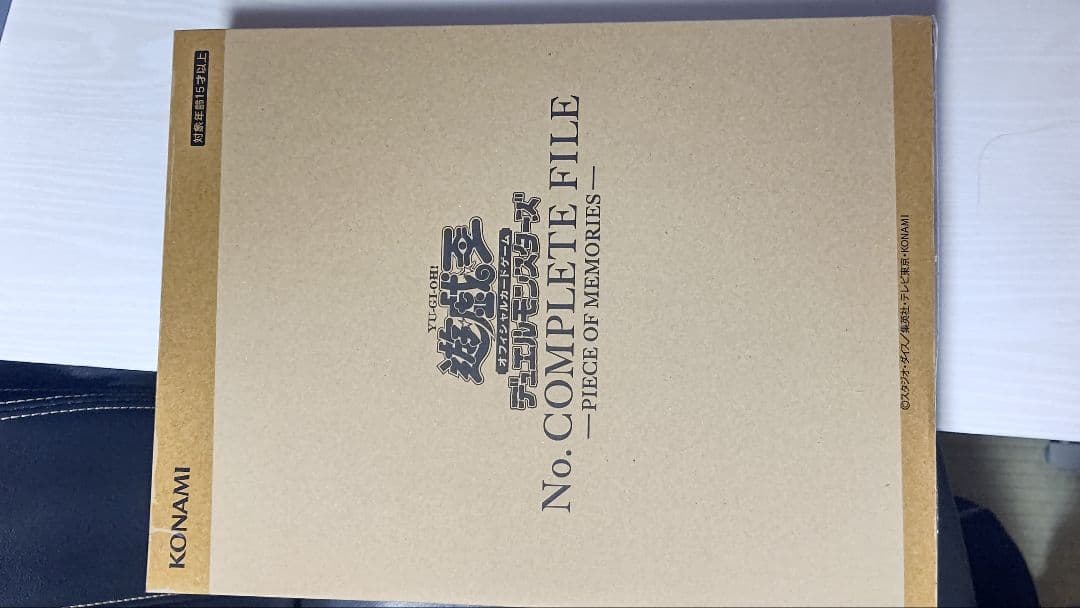 KONAMI
対象年齢15才以上
YU-GI-OH!
遊戯王
オフィシャルカードゲーム
デュエルモンスターズ
No. COMPLETE FILE
—PIECE OF MEMORIES—
©スタジオ・ダイス/集英社・テレビ東京・KONAMI